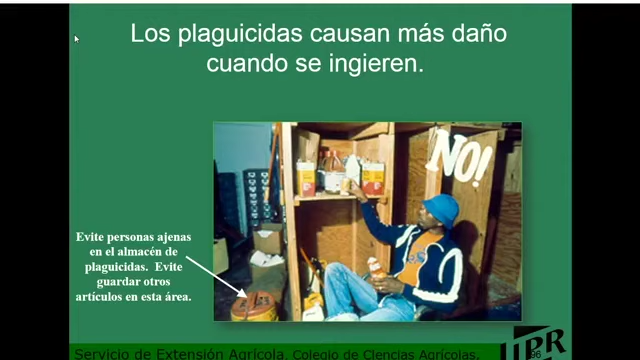 Los plaguicidas causan más daño
cuando se ingieren.
NO!
Evite personas ajenas
en el almacén de
plaguicidas. Evite
guardar otros
artículos en esta área.
Servicio de Extensión Agrícola, Colegio de Ciencias Agrícolas,
UPR
96